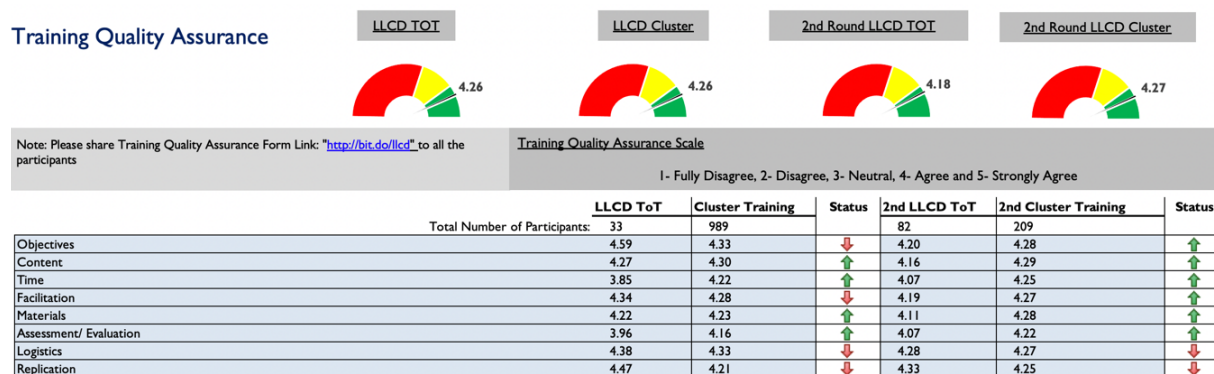 Training Quality Assurance
LLCD TOT
LLCD Cluster
2nd Round LLCD TOT
2nd Round LLCD Cluster
4.26
4.26
4.18
4.27
Note: Please share Training Quality Assurance Form Link: "http://bit.do/llcd" to all the
participants
Training Quality Assurance Scale
1- Fully Disagree, 2- Disagree, 3- Neutral, 4- Agree and 5- Strongly Agree
LLCD ToT Cluster Training Status 2nd LLCD ToT 2nd Cluster Training Status
Total Number of Participants: 33 989 82 209
Objectives 4.59 4.33 4.20 4.28
Content 4.27 4.30 4.16 4.29
Time 3.85 4.22 4.07 4.25
Facilitation 4.34 4.28 4.19 4.27
Materials 4.22 4.23 4.11 4.28
Assessment/ Evaluation 3.96 4.16 4.07 4.22
Logistics 4.38 4.33 4.28 4.27
Replication 4.47 4.21 4.33 4.25